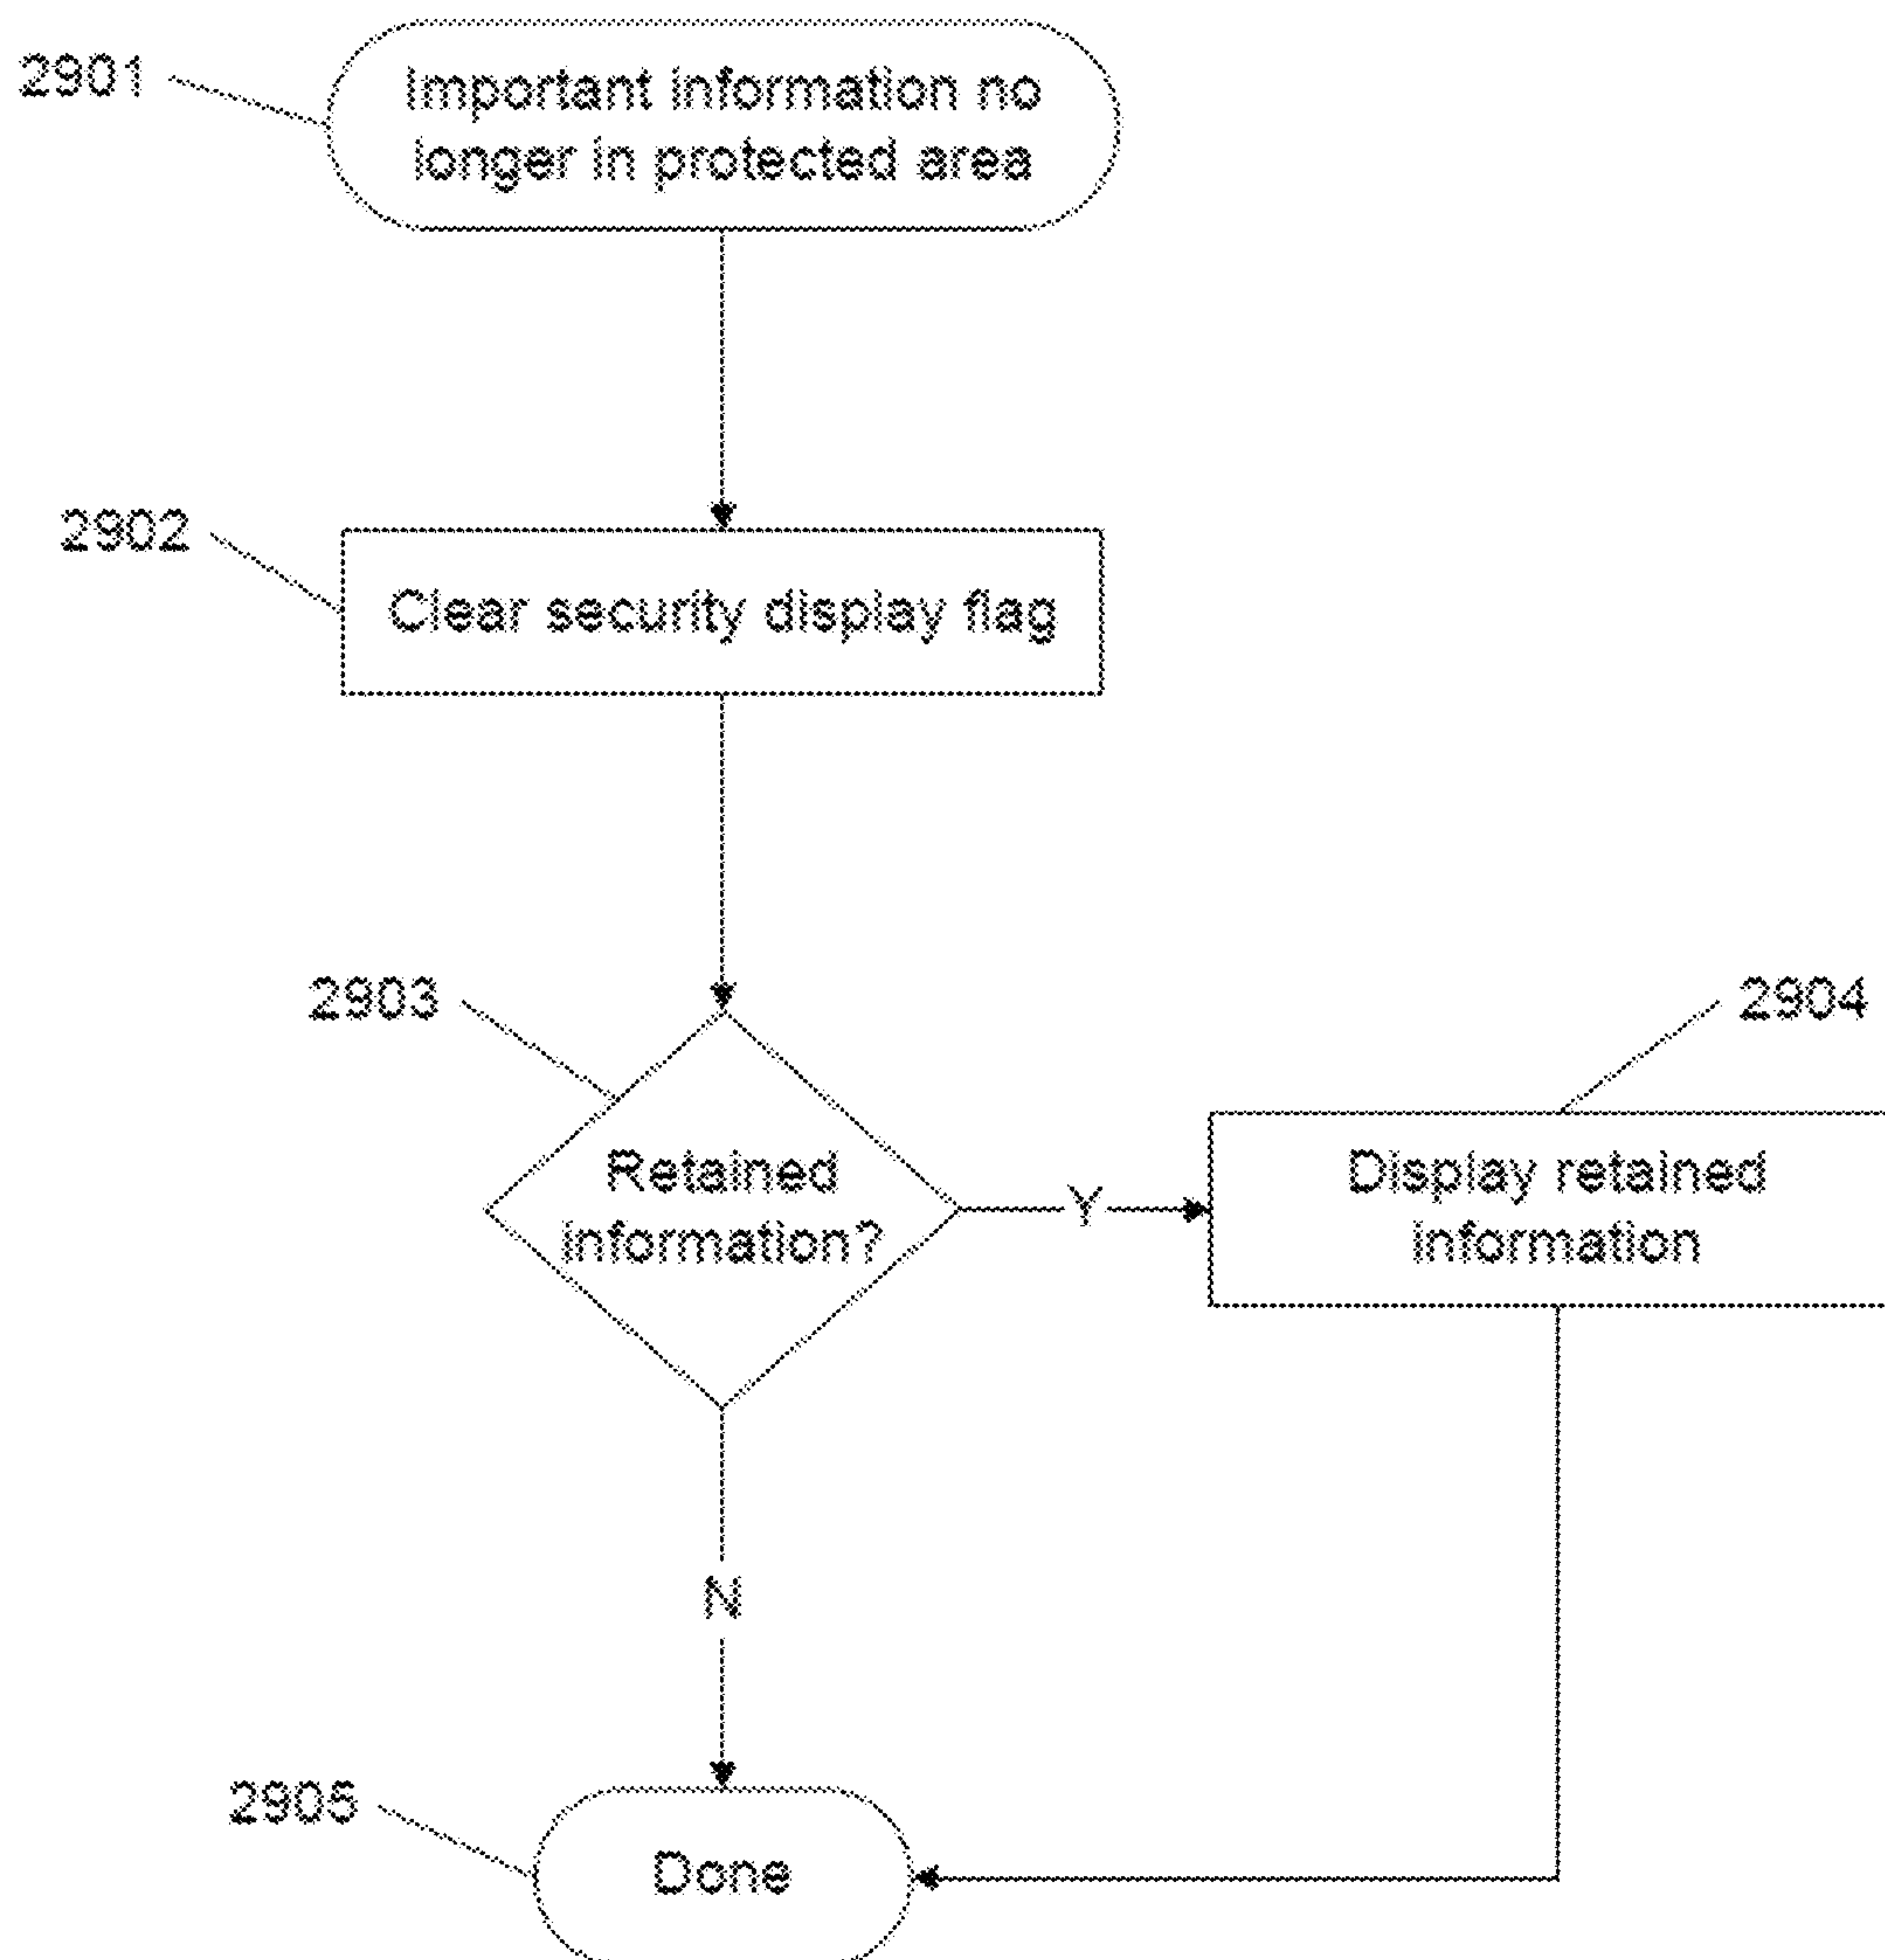 2901
Important information no
longer in protected area
2902
Clear security display flag
2903
2904
Retained
information?
Y
Display retained
information
N
2905
Done